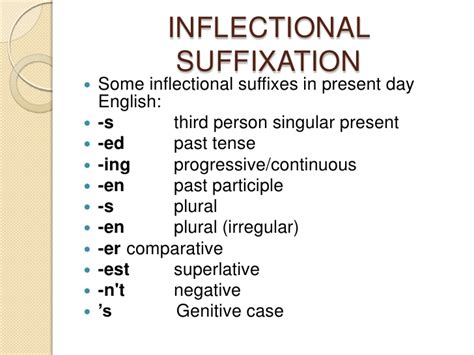 INFLECTIONAL
SUFFIXATION
• Some inflectional suffixes in present day
English:
• -s third person singular present
• -ed past tense
• -ing progressive/continuous
• -en past participle
• -s plural
• -en plural (irregular)
• -er comparative
• -est superlative
• -n't negative
• ’s Genitive case